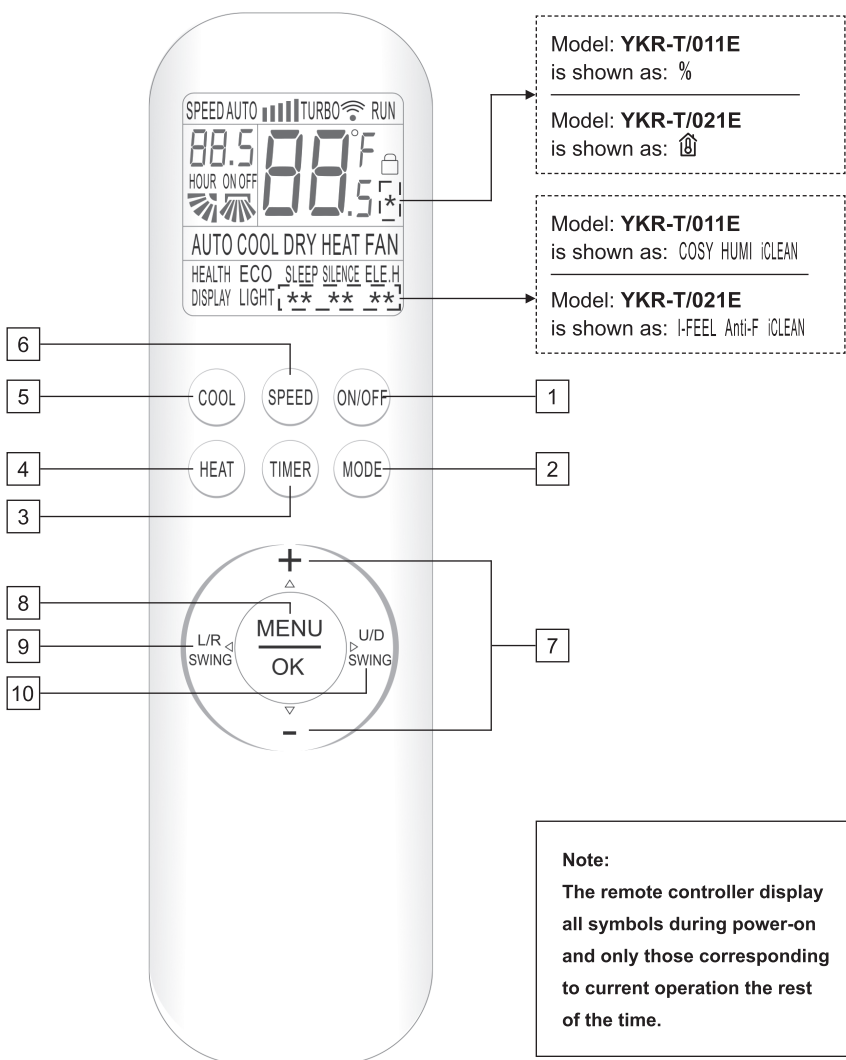 SPEED AUTO TURBO RUN
88.5 88°F
HOUR ON OFF
.5 *
AUTO COOL DRY HEAT FAN
HEALTH ECO SLEEP SILENCE ELE.H
DISPLAY LIGHT ** ** **
Model: YKR-T/011E
is shown as: %
Model: YKR-T/021E
is shown as:
Model: YKR-T/011E
is shown as: COSY HUMI iCLEAN
Model: YKR-T/021E
is shown as: I-FEEL Anti-F iCLEAN
6
5 COOL SPEED ON/OFF 1
4 HEAT TIMER MODE 2
3
+
8
MENU
9 L/R U/D 7
SWING SWING
OK
10
-
Note:
The remote controller display
all symbols during power-on
and only those corresponding
to current operation the rest
of the time.